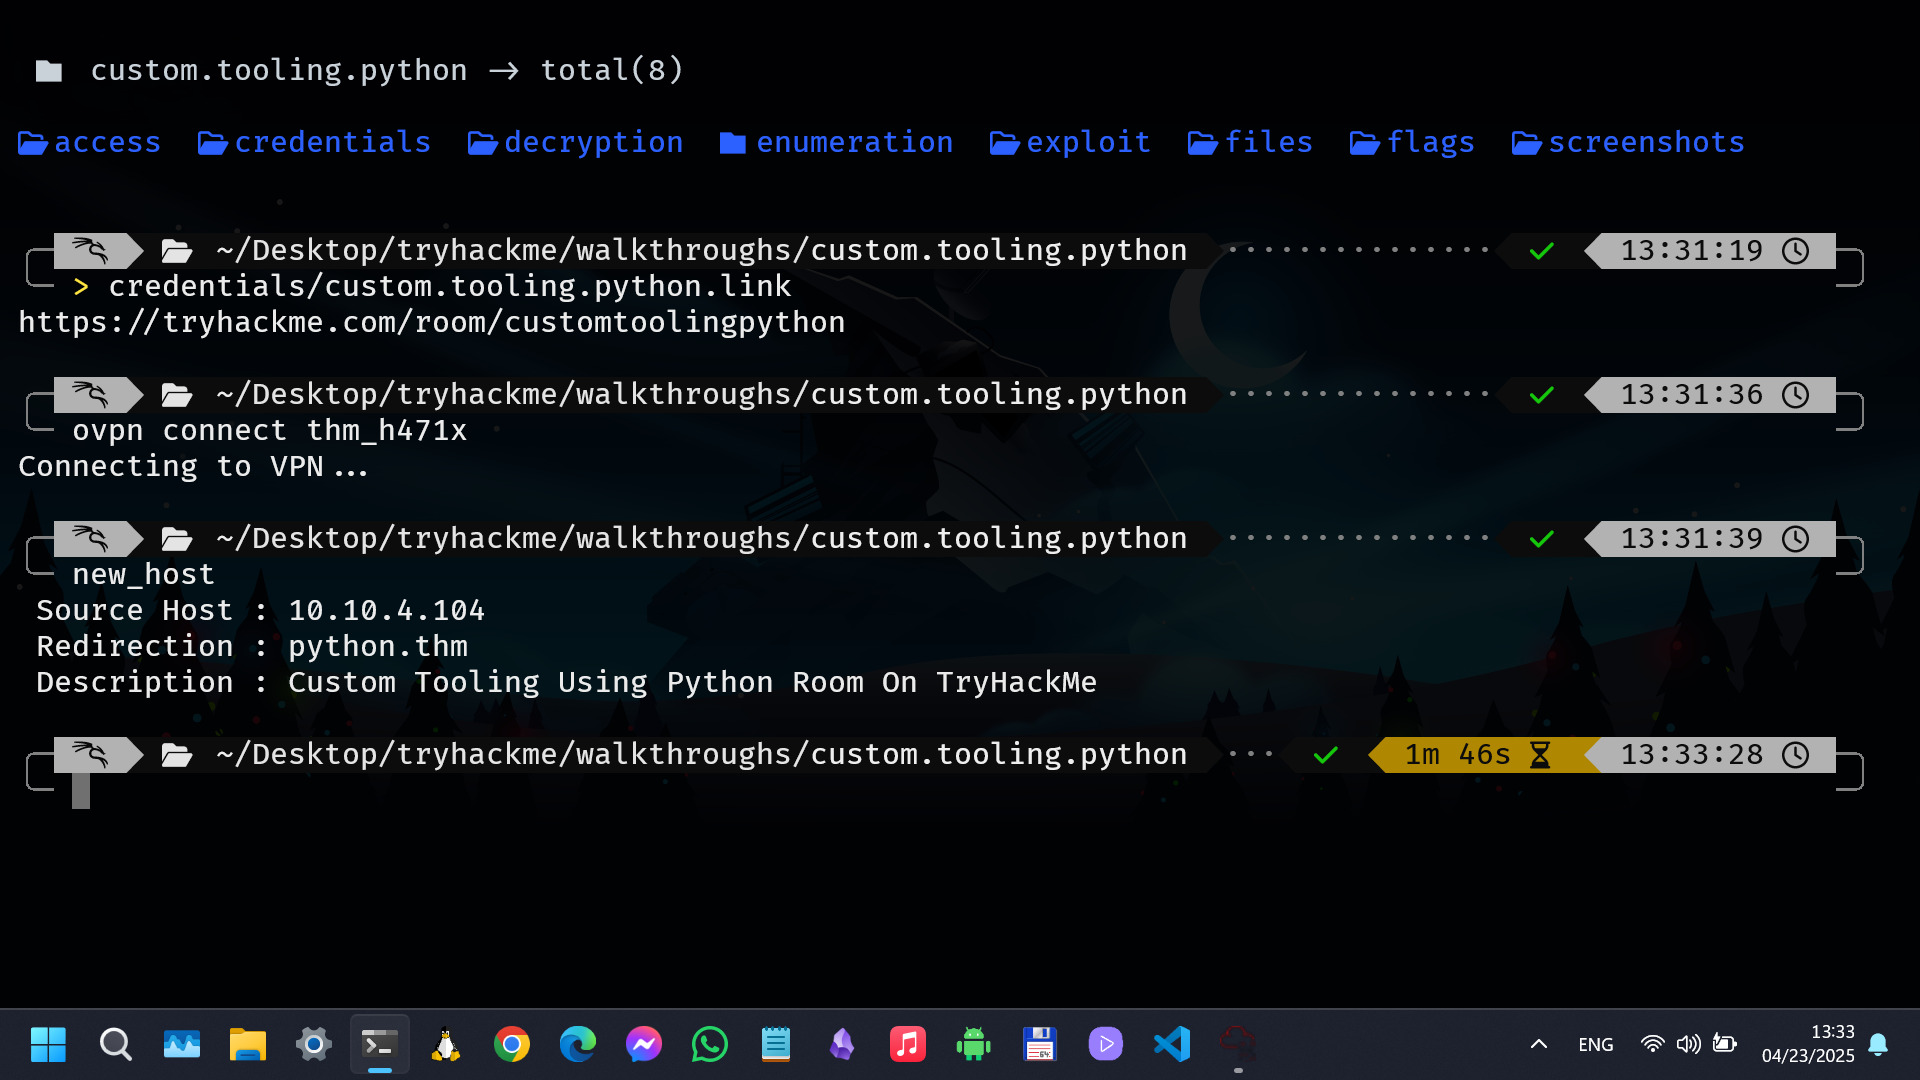 custom.tooling.python → total(8)
access credentials decryption enumeration exploit files flags screenshots
~/Desktop/tryhackme/walkthroughs/custom.tooling.python 13:31:19
> credentials/custom.tooling.python.link
https://tryhackme.com/room/customtoolingpython
~/Desktop/tryhackme/walkthroughs/custom.tooling.python 13:31:36
ovpn connect thm_h471x
Connecting to VPN...
~/Desktop/tryhackme/walkthroughs/custom.tooling.python 13:31:39
new_host
Source Host : 10.10.4.104
Redirection : python.thm
Description : Custom Tooling Using Python Room On TryHackMe
~/Desktop/tryhackme/walkthroughs/custom.tooling.python 1m 46s 13:33:28
ENG
13:33
04/23/2025